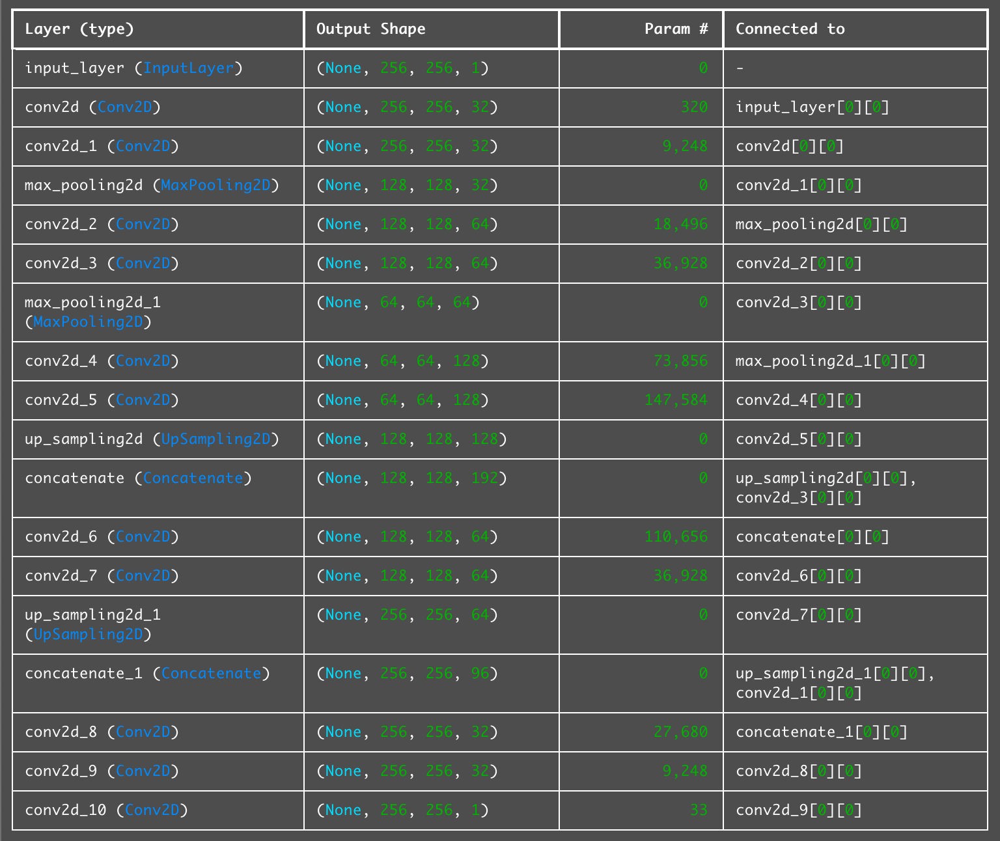 Layer (type) Output Shape Param # Connected to
input_layer (InputLayer) (None, 256, 256, 1) 0 -
conv2d (Conv2D) (None, 256, 256, 32) 320 input_layer[0][0]
conv2d_1 (Conv2D) (None, 256, 256, 32) 9,248 conv2d[0][0]
max_pooling2d (MaxPooling2D) (None, 128, 128, 32) 0 conv2d_1[0][0]
conv2d_2 (Conv2D) (None, 128, 128, 64) 18,496 max_pooling2d[0][0]
conv2d_3 (Conv2D) (None, 128, 128, 64) 36,928 conv2d_2[0][0]
max_pooling2d_1 (None, 64, 64, 64) 0 conv2d_3[0][0]
(MaxPooling2D)
conv2d_4 (Conv2D) (None, 64, 64, 128) 73,856 max_pooling2d_1[0][0]
conv2d_5 (Conv2D) (None, 64, 64, 128) 147,584 conv2d_4[0][0]
up_sampling2d (UpSampling2D) (None, 128, 128, 128) 0 conv2d_5[0][0]
concatenate (Concatenate) (None, 128, 128, 192) 0 up_sampling2d[0][0],
conv2d_3[0][0]
conv2d_6 (Conv2D) (None, 128, 128, 64) 110,656 concatenate[0][0]
conv2d_7 (Conv2D) (None, 128, 128, 64) 36,928 conv2d_6[0][0]
up_sampling2d_1 (None, 256, 256, 64) 0 conv2d_7[0][0]
(UpSampling2D)
concatenate_1 (Concatenate) (None, 256, 256, 96) 0 up_sampling2d_1[0][0],
conv2d_1[0][0]
conv2d_8 (Conv2D) (None, 256, 256, 32) 27,680 concatenate_1[0][0]
conv2d_9 (Conv2D) (None, 256, 256, 32) 9,248 conv2d_8[0][0]
conv2d_10 (Conv2D) (None, 256, 256, 1) 33 conv2d_9[0][0]